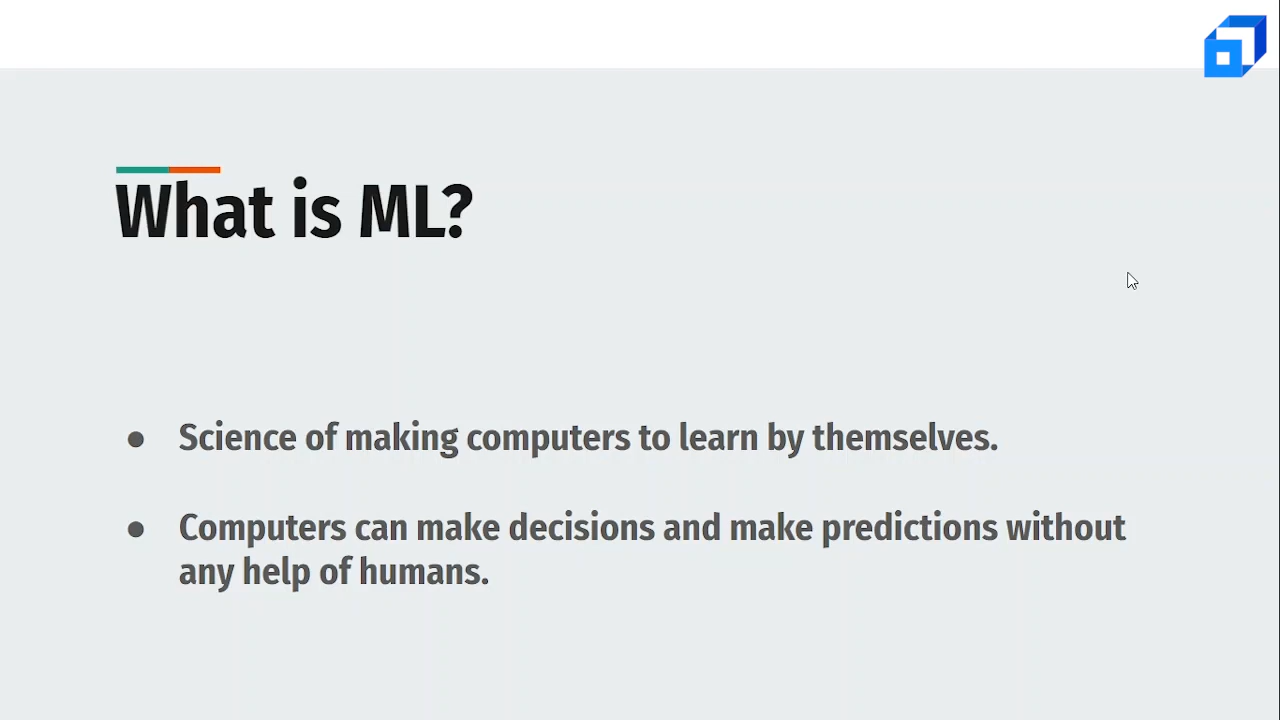 What is ML?
● Science of making computers to learn by themselves.
● Computers can make decisions and make predictions without
any help of humans.